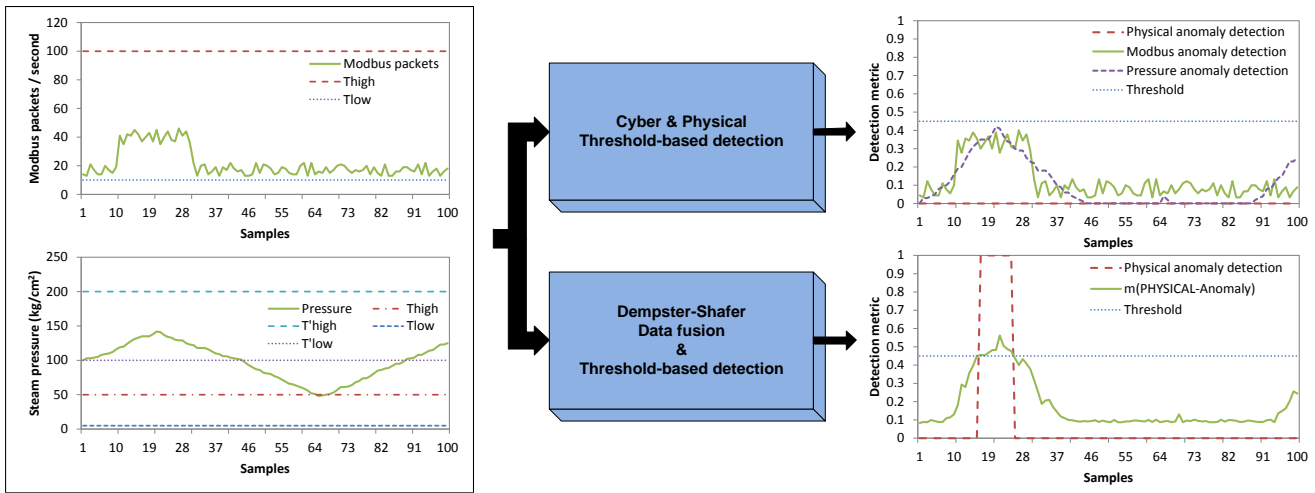 120
100
80
60
40
20
0
Modbus packets / second
Modbus packets
Thigh
Tlow
1 10 19 28 37 46 55 64 73 82 91 100
Samples
250
200
150
100
50
0
Steam pressure (kg/cm²)
Pressure
Thigh
T'high
Tlow
T'low
1 10 19 28 37 46 55 64 73 82 91 100
Samples
Cyber & Physical
Threshold-based detection
Dempster-Shafer
Data fusion
&
Threshold-based detection
1
0.9
0.8
0.7
0.6
0.5
0.4
0.3
0.2
0.1
0
Detection metric
Physical anomaly detection
Modbus anomaly detection
Pressure anomaly detection
Threshold
1 10 19 28 37 46 55 64 73 82 91 100
Samples
1
0.9
0.8
0.7
0.6
0.5
0.4
0.3
0.2
0.1
0
Detection metric
Physical anomaly detection
m(PHYSICAL-Anomaly)
Threshold
1 10 19 28 37 46 55 64 73 82 91 100
Samples